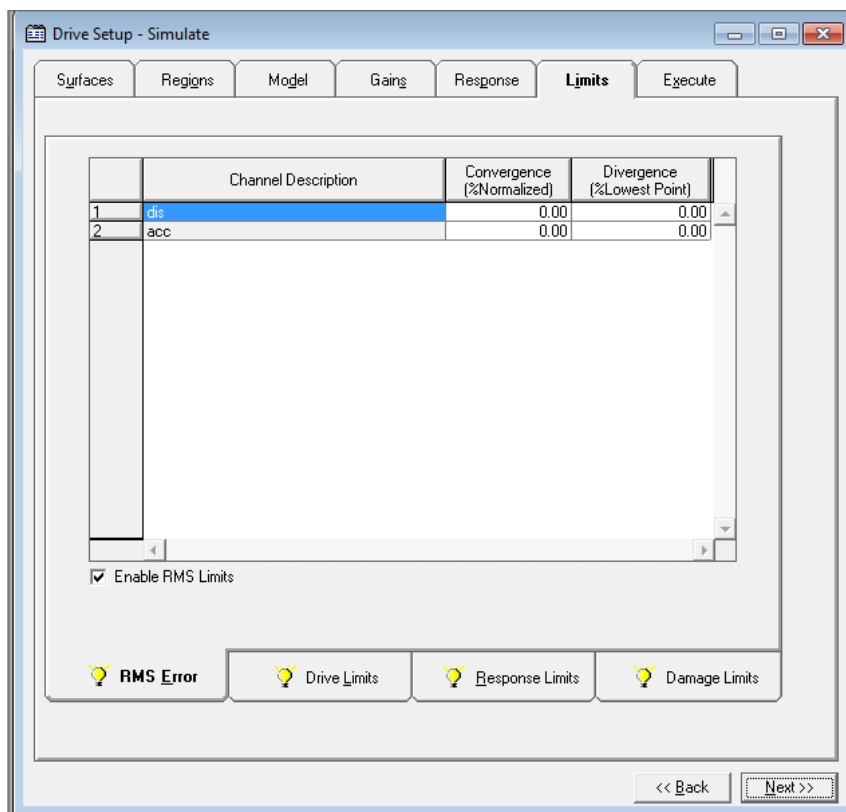 Drive Setup - Simulate
Surfaces Regions Model Gains Response Limits Execute
Channel Description Convergence (%Normalized) Divergence (%Lowest Point)
1 dis 0.00 0.00
2 acc 0.00 0.00
Enable RMS Limits
RMS Error Drive Limits Response Limits Damage Limits
<< Back Next >>